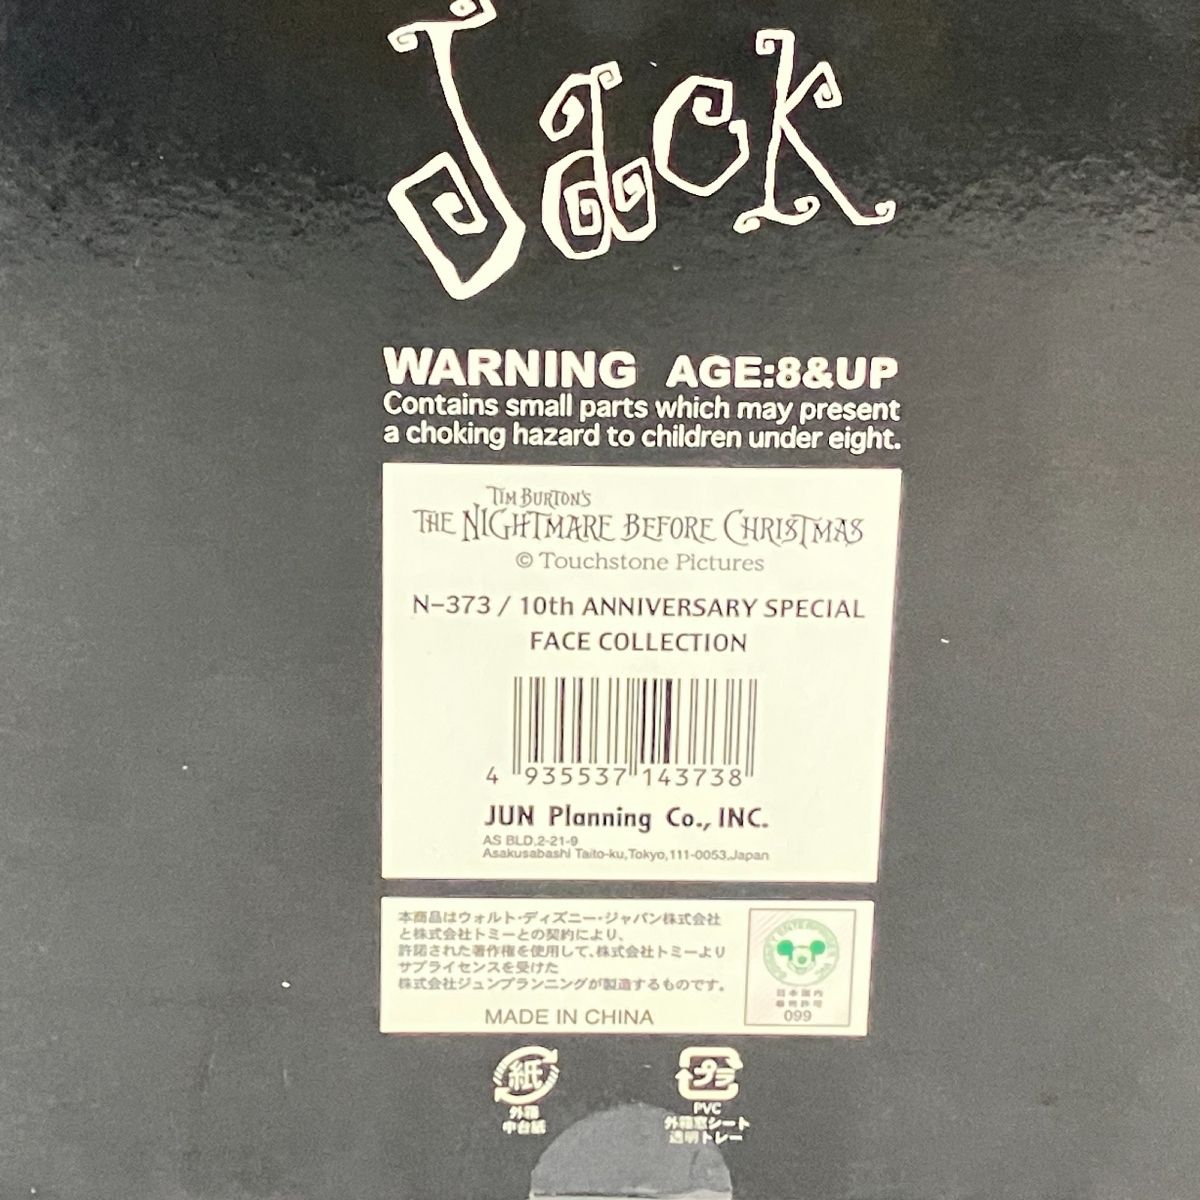 Jack
WARNING AGE:8&UP
Contains small parts which may present
a choking hazard to children under eight.
TIM BURTON'S
THE NIGHTMARE BEFORE CHRISTMAS
© Touchstone Pictures
N-373 / 10th ANNIVERSARY SPECIAL
FACE COLLECTION
4 935537 143738
JUN Planning Co., INC.
AS BLD.2-21-9
Asakusabashi Taito-ku,Tokyo,111-0053,Japan
本商品はウォルト・ディズニー・ジャパン株式会社
と株式会社トミーとの契約により、
許諾された著作権を使用して、株式会社トミーより
サブライセンスを受けた
株式会社ジュンプランニングが製造するものです。
MADE IN CHINA
日本国内
099
紙
外箱
中台紙
プラ
PVC
外箱窓シート
透明トレー